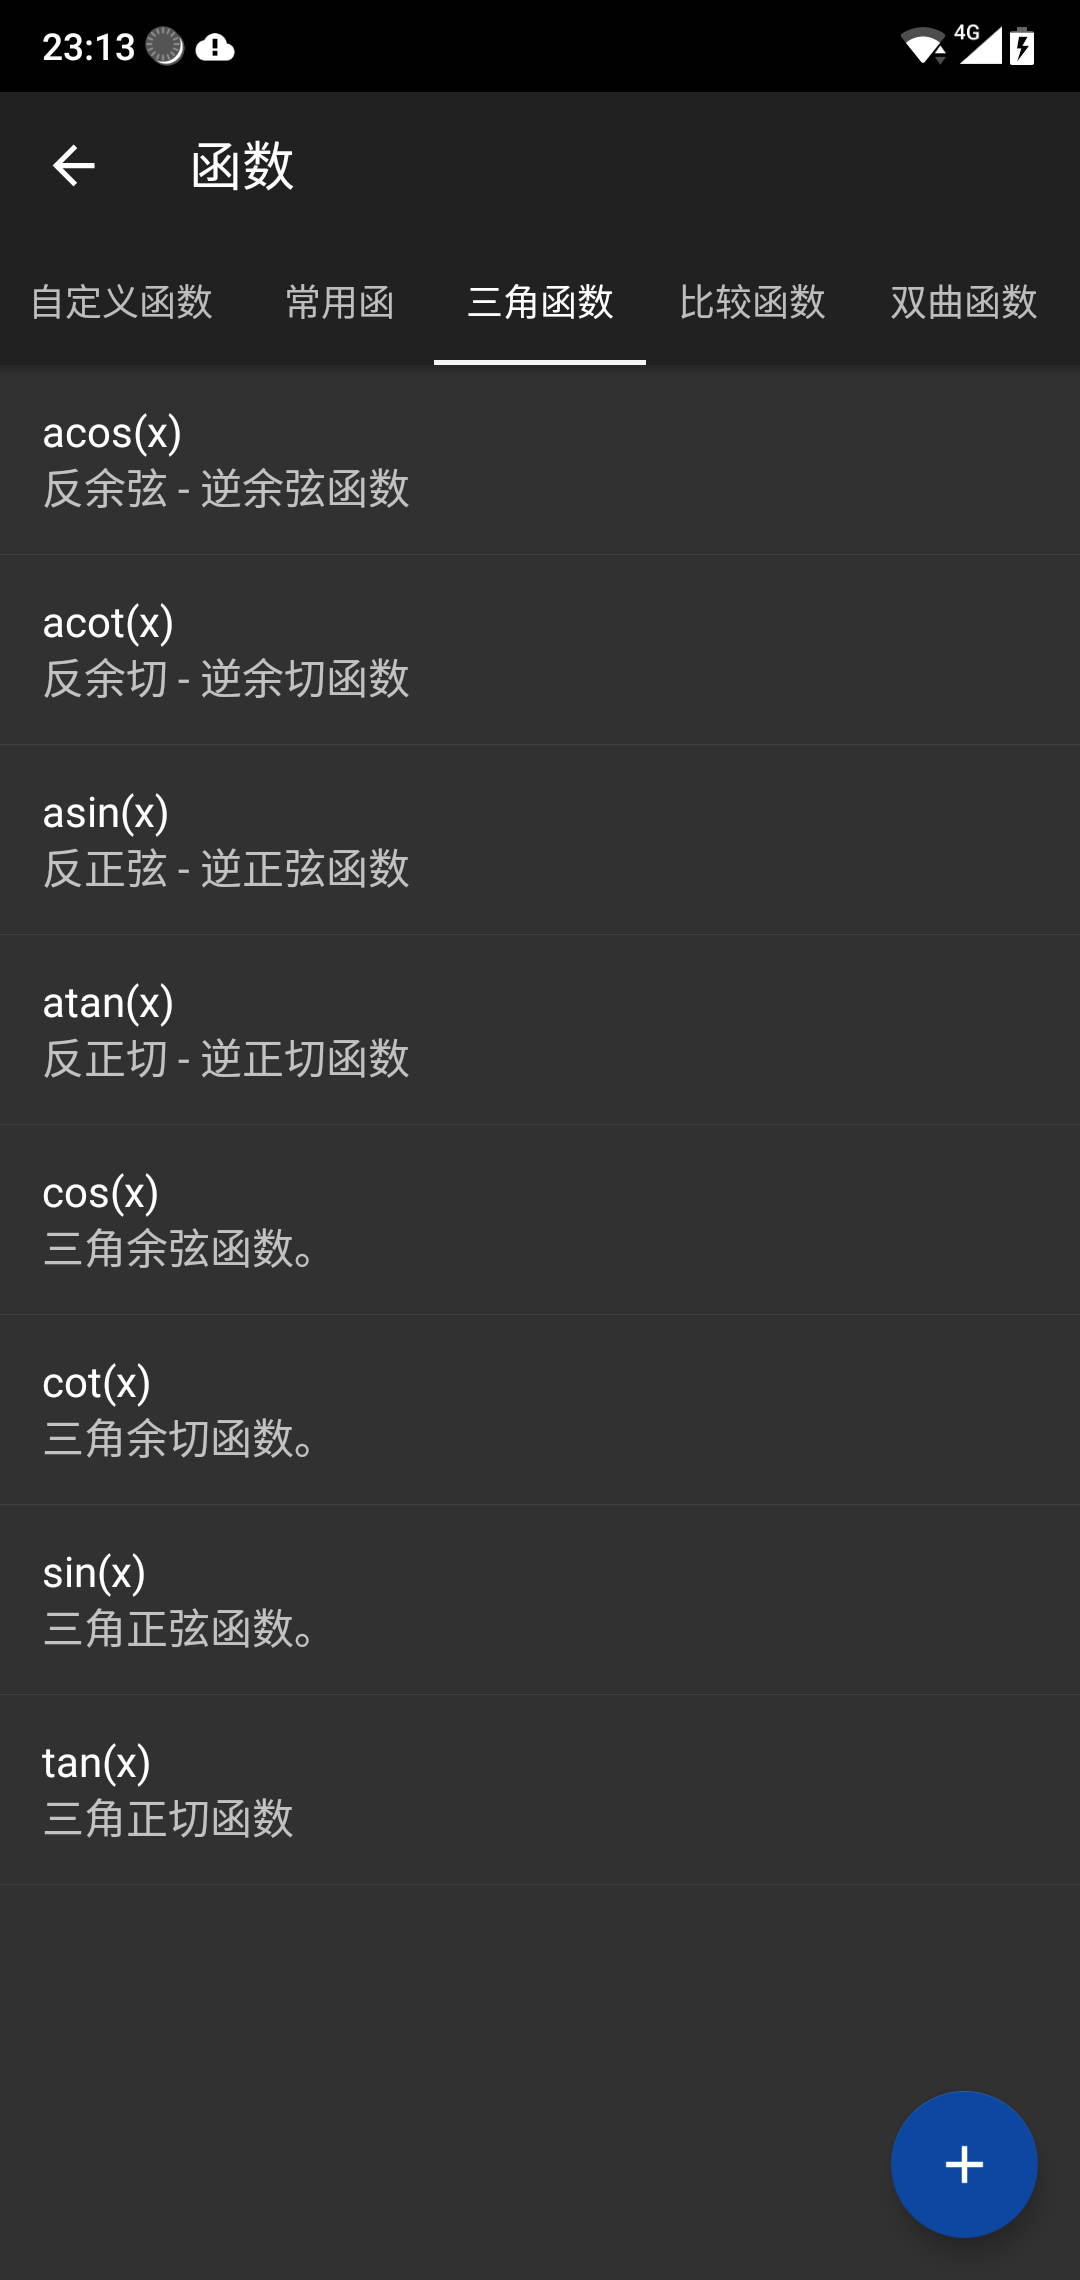 23:13
4G
函数
自定义函数 常用函 三角函数 比较函数 双曲函数
acos(x)
反余弦 - 逆余弦函数
acot(x)
反余切 - 逆余切函数
asin(x)
反正弦 - 逆正弦函数
atan(x)
反正切 - 逆正切函数
cos(x)
三角余弦函数。
cot(x)
三角余切函数。
sin(x)
三角正弦函数。
tan(x)
三角正切函数